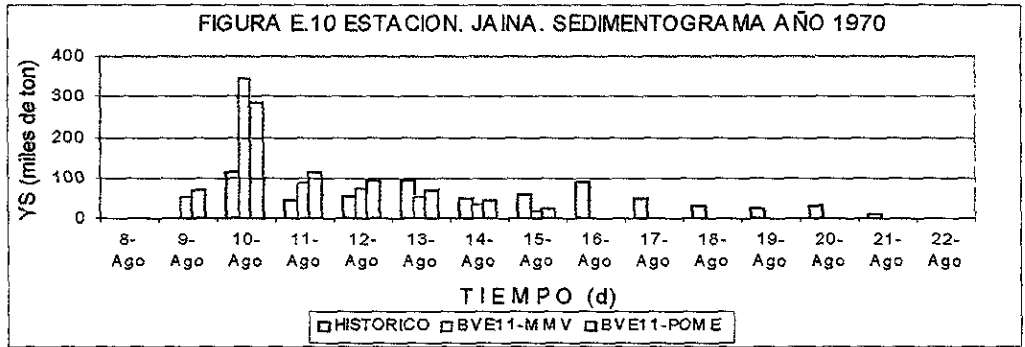 FIGURA E.10 ESTACION. JAINA. SEDIMENTOGRAMA AÑO 1970
YS (miles de ton)
400
300
200
100
0
8-Ago 9-Ago 10-Ago 11-Ago 12-Ago 13-Ago 14-Ago 15-Ago 16-Ago 17-Ago 18-Ago 19-Ago 20-Ago 21-Ago 22-Ago
TIEMPO (d)
HISTORICO BVE11-MMV BVE11-POME